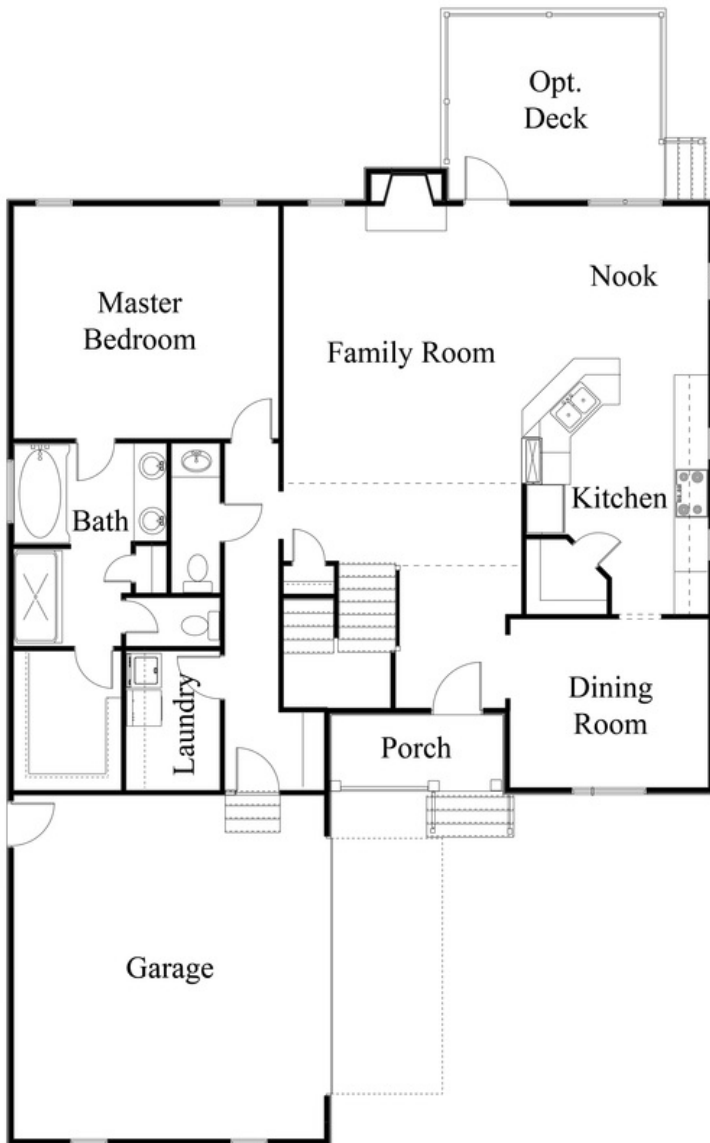 Opt.
Deck
Master
Bedroom
Nook
Family Room
Bath
Kitchen
Laundry
Dining
Room
Porch
Garage